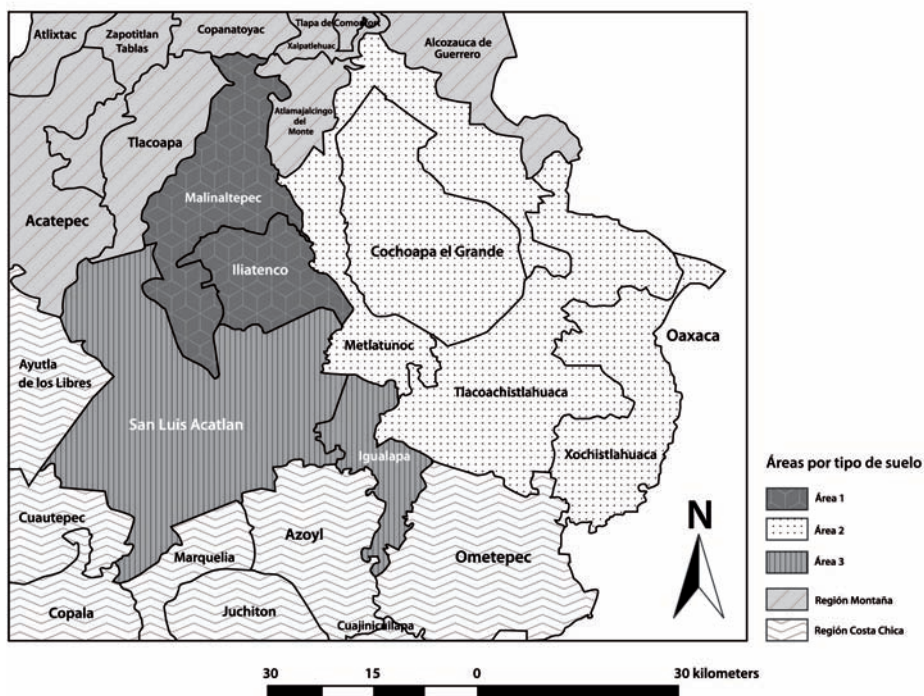 Atlixtac
Zapotitlan
Tablas
Copanatoyac
Tlapa de Comonfort
Xalpatlehuac
Alcozauca de
Guerrero
Atlamajalcingo
del
Monte
Tlacoapa
Malinaltepec
Acatepec
Iliatenco
Cochoapa el Grande
Metlatunoc
Oaxaca
Ayutla
de los Libres
Tlacoachistlahuaca
San Luis Acatlan
Igualapa
Xochistlahuaca
Cuautepec
Marquelia
Azoyl
Ometepec
Copala
Juchiton
Cuajinicuilapa
N
Áreas por tipo de suelo
Área 1
Área 2
Área 3
Región Montaña
Región Costa Chica
30 15 0 30 kilometers